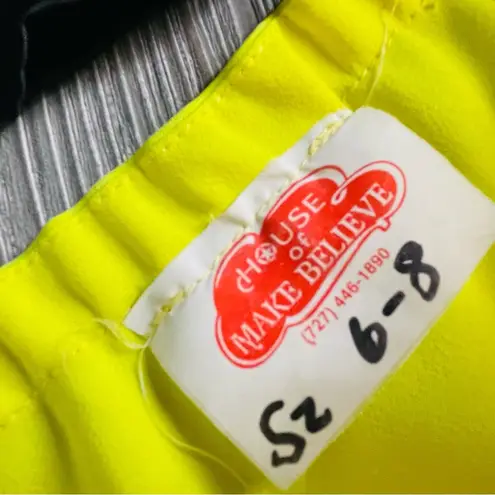 HOUSE
of
MAKE BELIEVE
(727) 446-1890
Sz 6-8